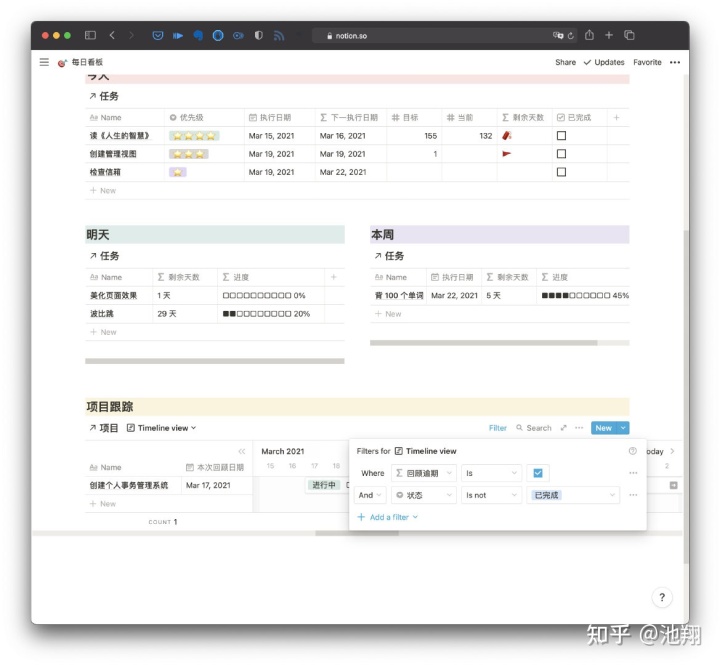 notion.so
每日看板
Share Updates Favorite
今天
任务
Name 优先级 执行日期 下一执行日期 目标 当前 剩余天数 已完成
读《人生的智慧》 Mar 15, 2021 Mar 16, 2021 155 132
创建管理视图 Mar 19, 2021 Mar 19, 2021 1
检查信箱 Mar 19, 2021 Mar 22, 2021
New
明天
任务
Name 剩余天数 进度
美化页面效果 1 天 0%
波比跳 29 天 20%
New
本周
任务
Name 执行日期 剩余天数 进度
背 100 个单词 Mar 22, 2021 5 天 45%
New
项目跟踪
项目 Timeline view Filter Search New
March 2021 oday
Name 本次回顾日期 15 16 17 18 2
创建个人事务管理系统 Mar 17, 2021 进行中
New
COUNT 1
Filters for Timeline view
Where 回顾逾期 Is
And 状态 Is not 已完成
Add a filter
?
知乎 @池翔